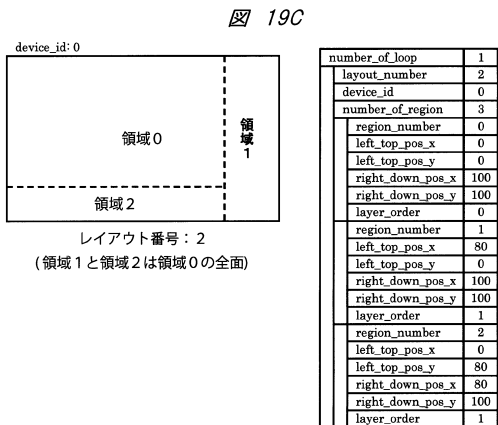 図 19C
device_id: 0
領域0
領域1
領域2
レイアウト番号：2
(領域1と領域2は領域0の全面)
number_of_loop 1
layout_number 2
device_id 0
number_of_region 3
region_number 0
left_top_pos_x 0
left_top_pos_y 0
right_down_pos_x 100
right_down_pos_y 100
layer_order 0
region_number 1
left_top_pos_x 80
left_top_pos_y 0
right_down_pos_x 100
right_down_pos_y 100
layer_order 1
region_number 2
left_top_pos_x 0
left_top_pos_y 80
right_down_pos_x 80
right_down_pos_y 100
layer_order 1